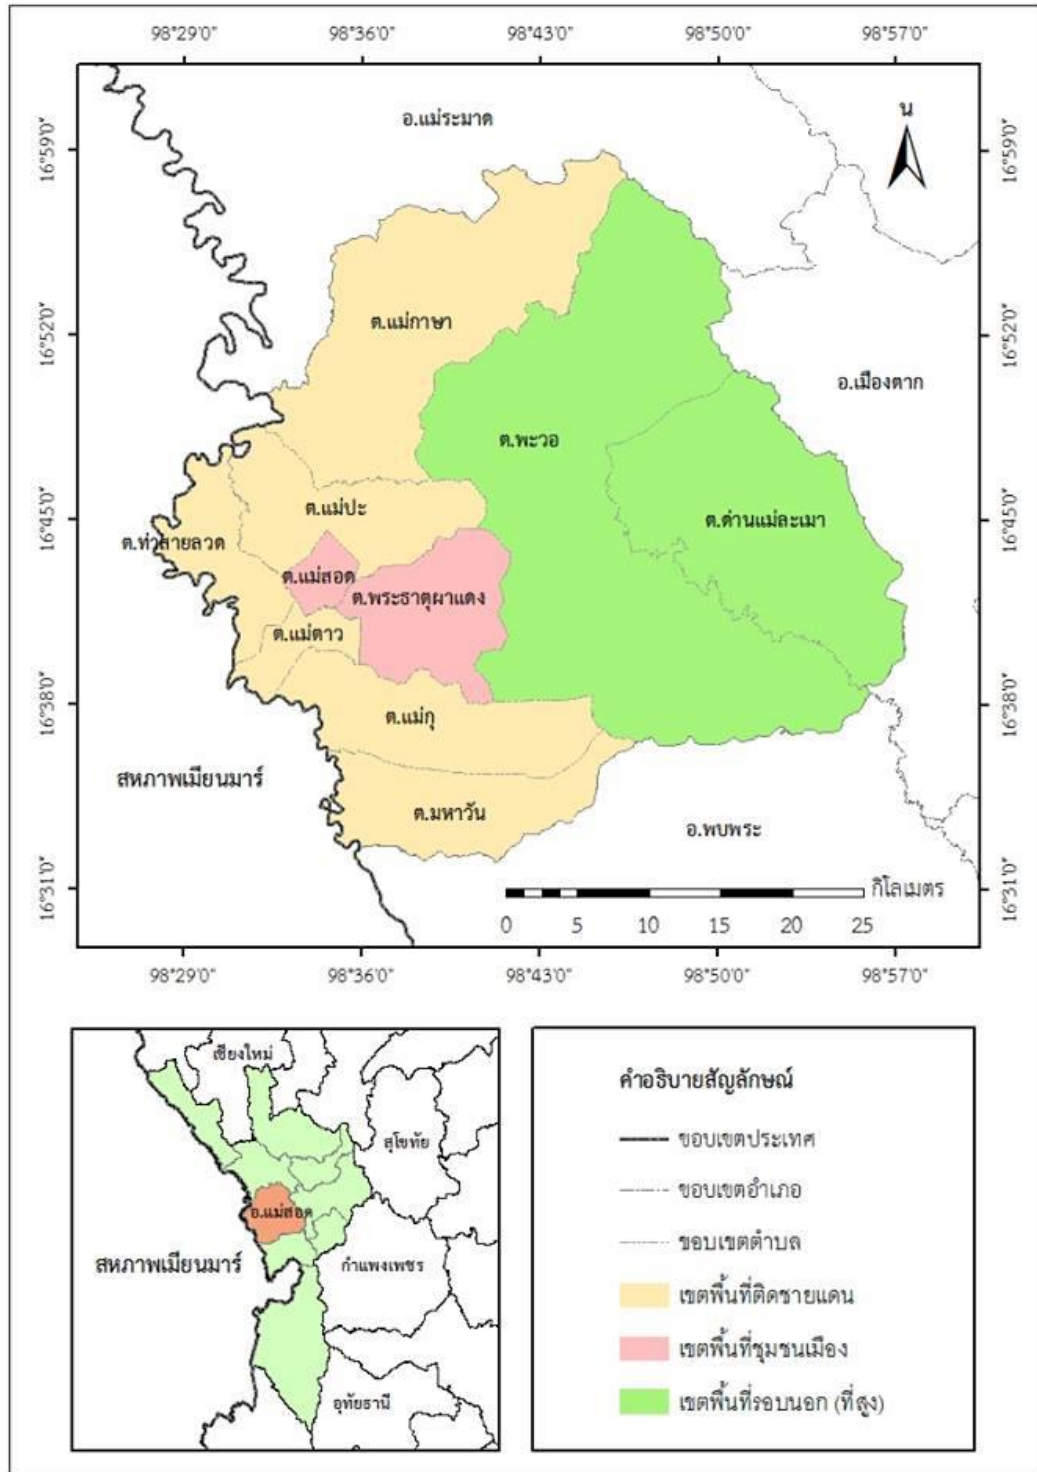 98°29'0" 98°36'0" 98°43'0" 98°50'0" 98°57'0"
อ.แม่ระมาด
น
16°59'0" 16°59'0"
ต.แม่กาษา
16°52'0" 16°52'0"
อ.เมืองตาก
ต.พะวอ
16°45'0" 16°45'0"
ต.แม่ปะ
ต.ด่านแม่ละเมา
ต.ท่าสายลวด
ต.แม่สอด
ต.พระธาตุผาแดง
ต.แม่ตาว
16°38'0" 16°38'0"
ต.แม่กุ
สหภาพเมียนมาร์
ต.มหาวัน
อ.พบพระ
16°31'0" 16°31'0"
กิโลเมตร
0 5 10 15 20 25
98°29'0" 98°36'0" 98°43'0" 98°50'0" 98°57'0"
เชียงใหม่
สุโขทัย
อ.แม่สอด
สหภาพเมียนมาร์
กำแพงเพชร
อุทัยธานี
คำอธิบายสัญลักษณ์
ขอบเขตประเทศ
ขอบเขตอำเภอ
ขอบเขตตำบล
เขตพื้นที่ติดชายแดน
เขตพื้นที่ชุมชนเมือง
เขตพื้นที่รอบนอก (ที่สูง)